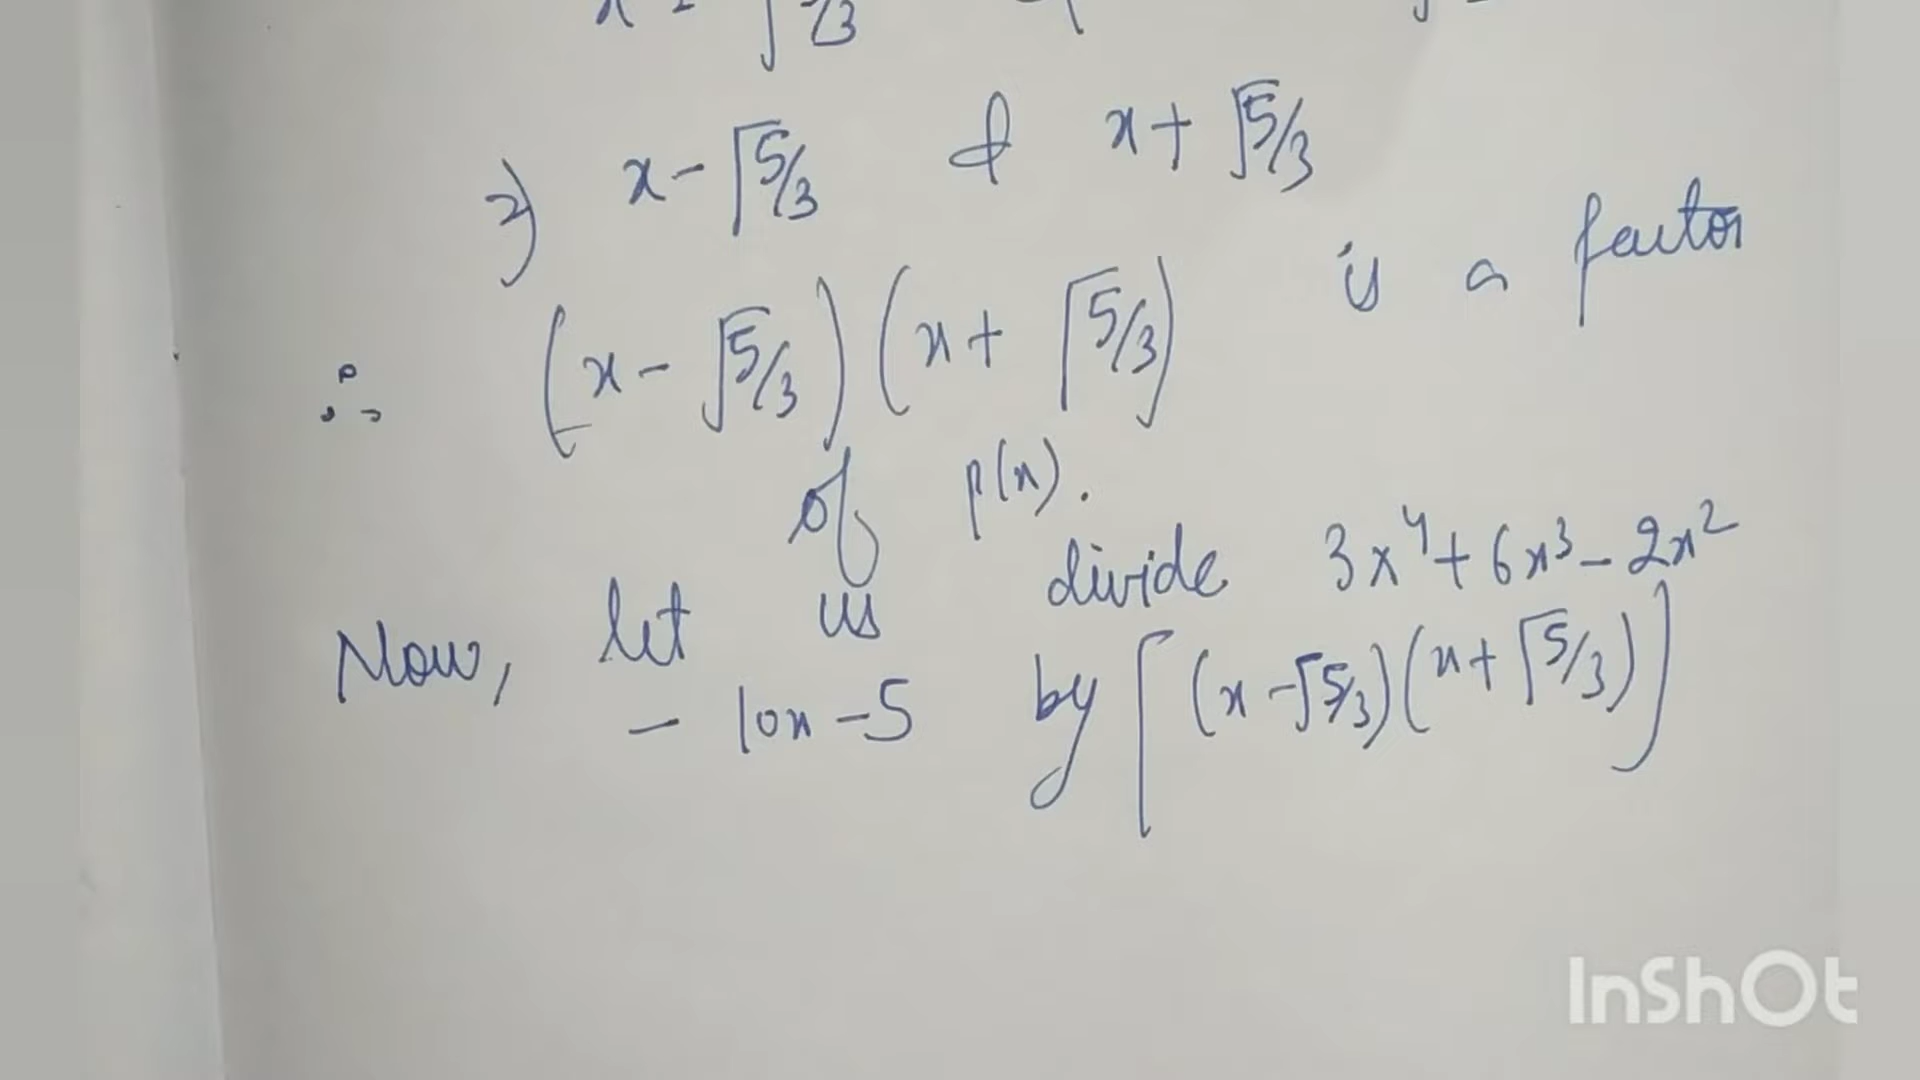 ⇒ x - √5/3 & x + √5/3
∴ (x - √5/3) (x + √5/3) is a factor
of p(x).
Now, let us divide 3x⁴ + 6x³ - 2x²
- 10x - 5 by [(x - √5/3)(x + √5/3)]
InShOt